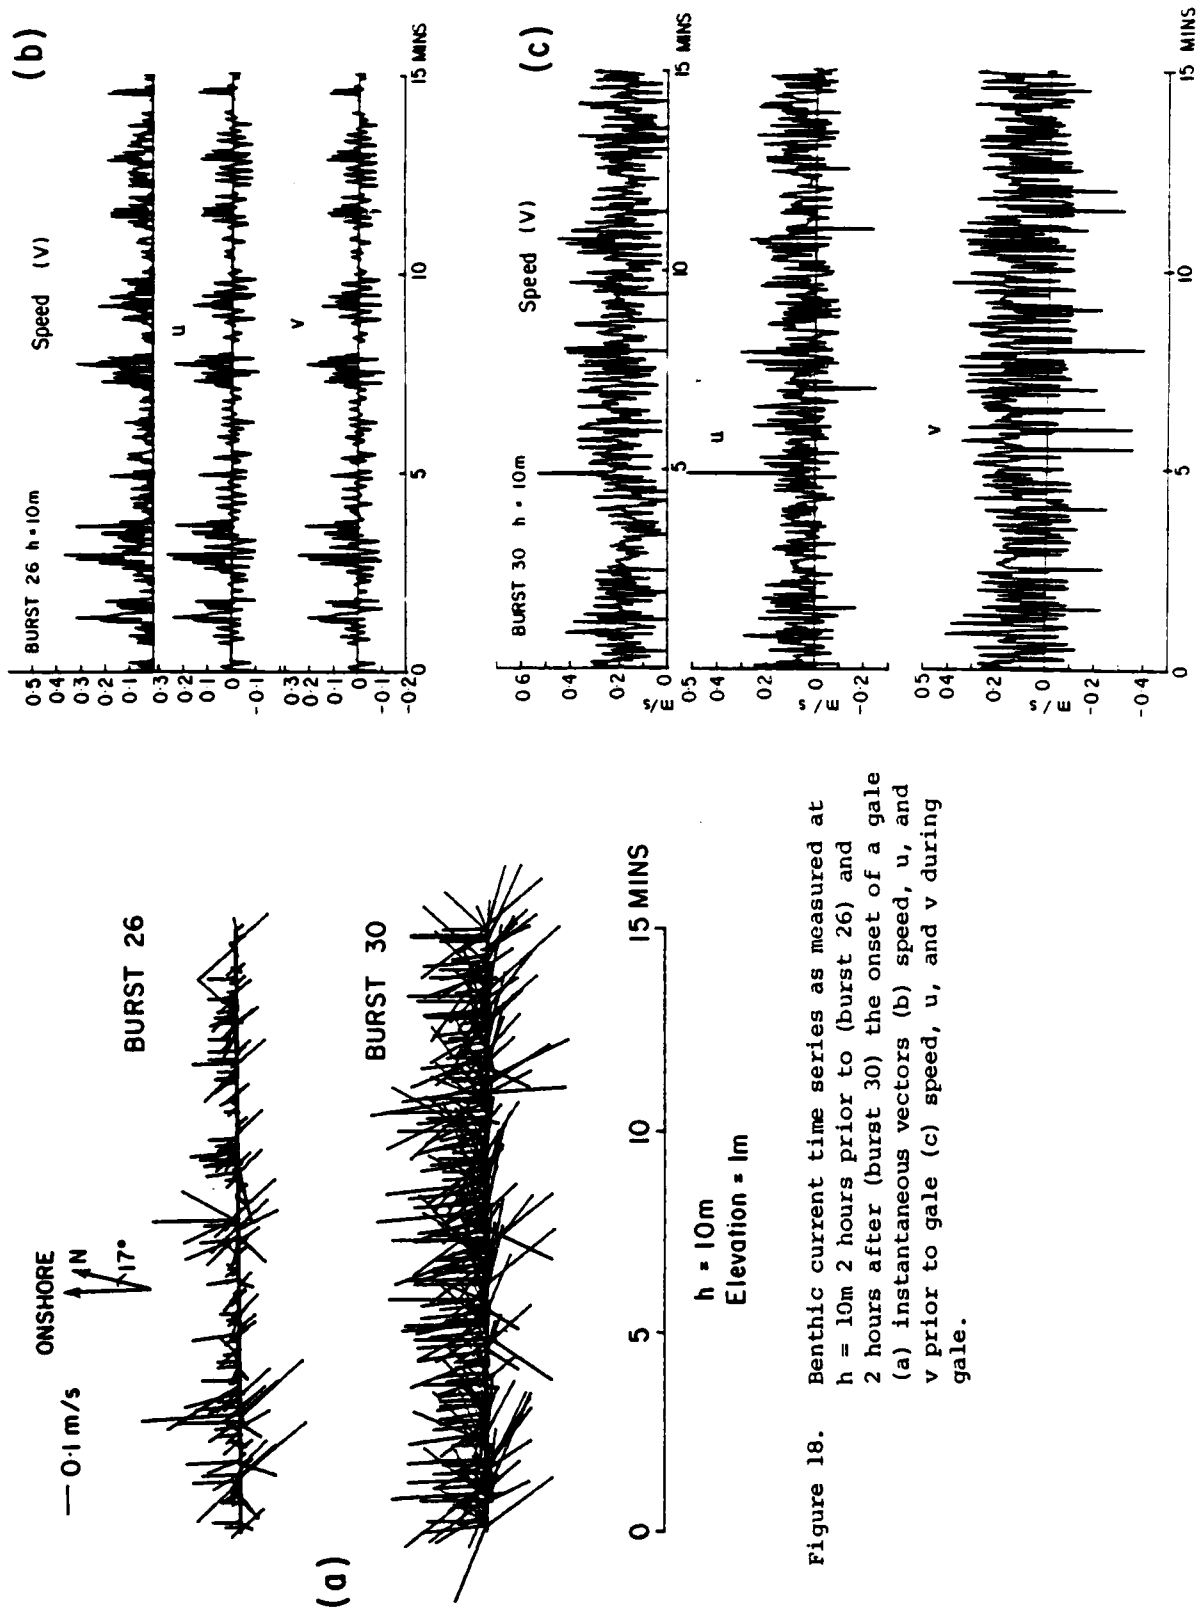 (a)
— 0·1 m/s
ONSHORE
N
17°
BURST 26
BURST 30
0 5 10 15 MINS
h = 10m
Elevation = 1m
(b)
BURST 26 h = 10m
Speed (V)
0·5
0·4
0·3
0·2
0·1
0·3
u
0·2
0·1
0
-0·1
0·3
v
0·2
0·1
0
-0·1
-0·2
0 5 10 15 MINS
(c)
BURST 30 h = 10m
Speed (V)
0·6
0·4
0·2
0
m/s
5 10 15 MINS
u
0·5
0·4
0·2
0
m/s
v
0·5
0·4
0·2
0
m/s
-0·2
-0·4
0 5 10 15 MINS
Figure 18. Benthic current time series as measured at
h = 10m 2 hours prior to (burst 26) and
2 hours after (burst 30) the onset of a gale
(a) instantaneous vectors (b) speed, u, and
v prior to gale (c) speed, u, and v during
gale.